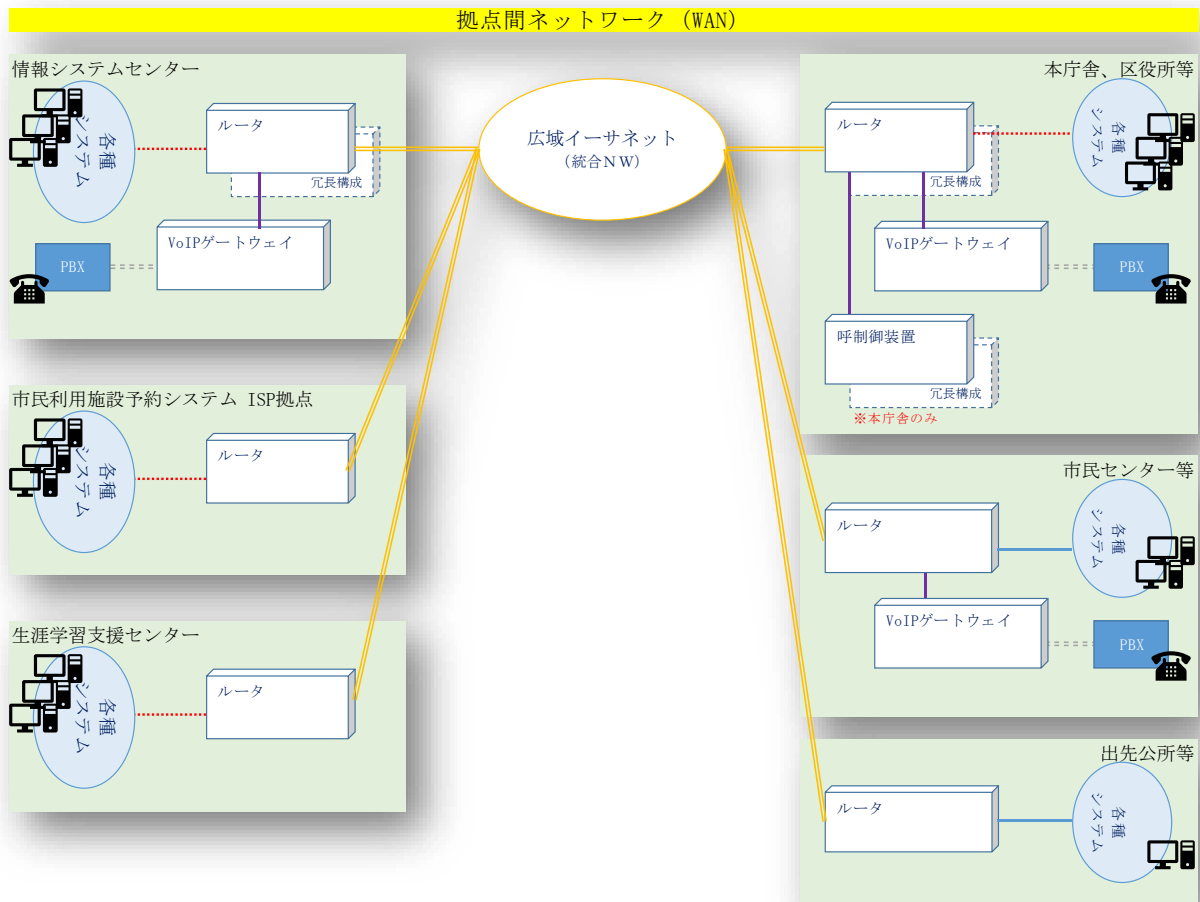 拠点間ネットワーク（WAN）
情報システムセンター
各種
システム
ルータ
冗長構成
VoIPゲートウェイ
PBX
市民利用施設予約システム ISP拠点
各種
システム
ルータ
生涯学習支援センター
各種
システム
ルータ
広域イーサネット
（統合ＮＷ）
本庁舎、区役所等
ルータ
冗長構成
各種
システム
VoIPゲートウェイ
PBX
呼制御装置
冗長構成
※本庁舎のみ
市民センター等
ルータ
各種
システム
VoIPゲートウェイ
PBX
出先公所等
ルータ
各種
システム